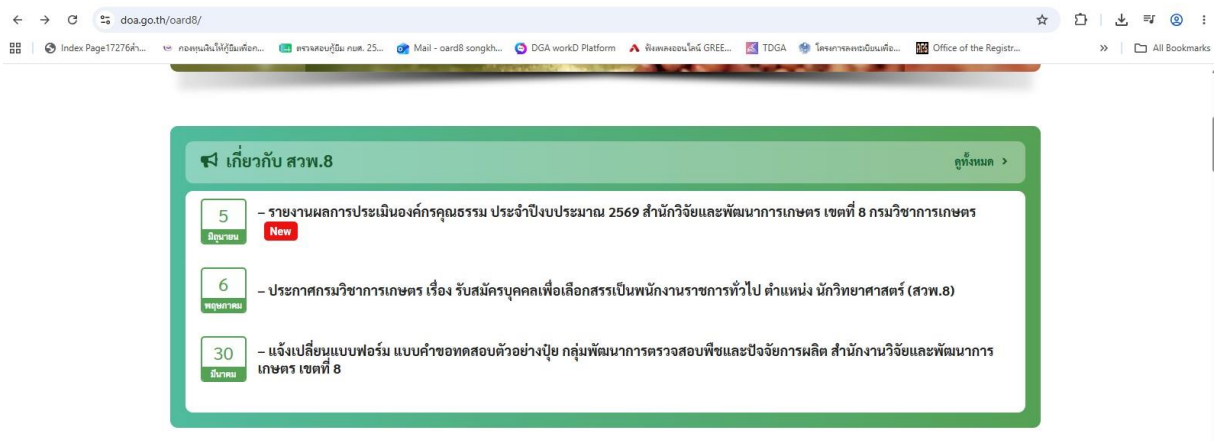 doa.go.th/oard8/
Index Page17276คำ...
กองทุนเงินให้กู้ยืมเพื่อก...
ตรวจสอบกู้ยืม กยศ. 25...
Mail - oard8 songkh...
DGA workD Platform
ฟังเพลงออนไลน์ GREE...
TDGA
โครงการลงทะเบียนเพื่อ...
Office of the Registr...
»
All Bookmarks
เกี่ยวกับ สวพ.8
ดูทั้งหมด >
5
มิถุนายน
– รายงานผลการประเมินองค์กรคุณธรรม ประจำปีงบประมาณ 2569 สำนักวิจัยและพัฒนาการเกษตร เขตที่ 8 กรมวิชาการเกษตร
New
6
พฤษภาคม
– ประกาศกรมวิชาการเกษตร เรื่อง รับสมัครบุคคลเพื่อเลือกสรรเป็นพนักงานราชการทั่วไป ตำแหน่ง นักวิทยาศาสตร์ (สวพ.8)
30
มีนาคม
– แจ้งเปลี่ยนแบบฟอร์ม แบบคำขอทดสอบตัวอย่างปุ๋ย กลุ่มพัฒนาการตรวจสอบพืชและปัจจัยการผลิต สำนักงานวิจัยและพัฒนาการ
เกษตร เขตที่ 8